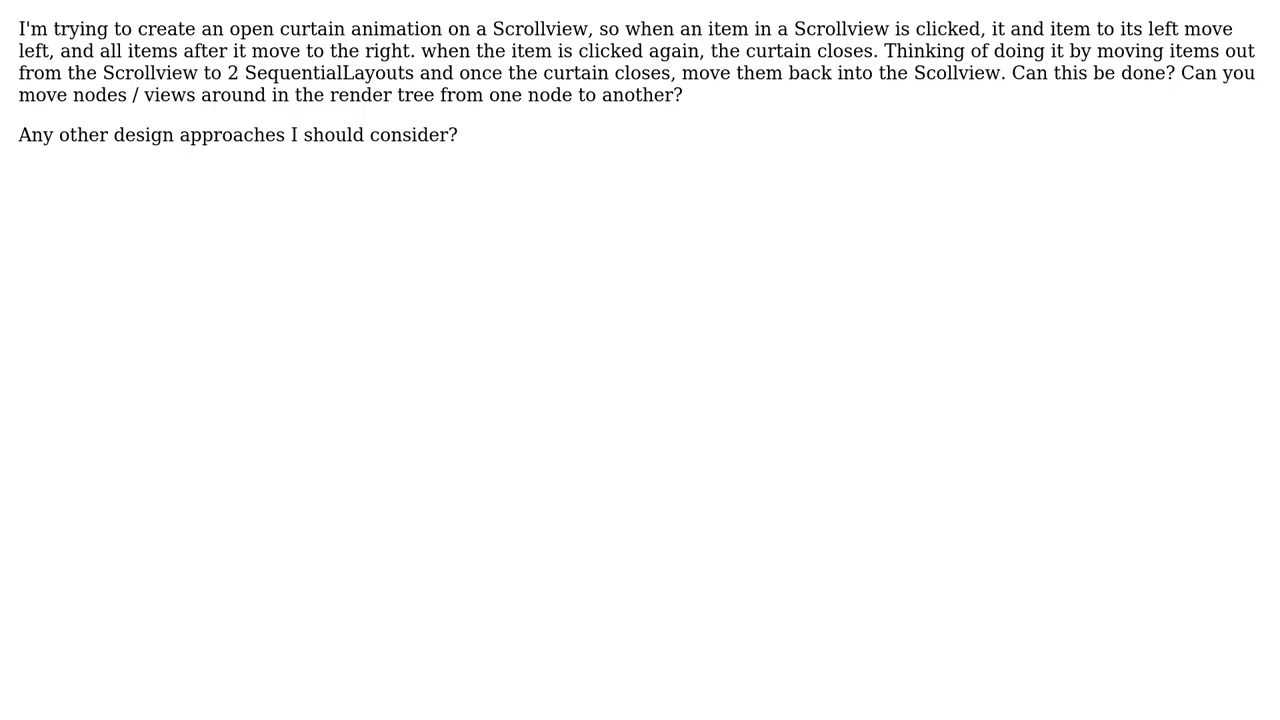 I'm trying to create an open curtain animation on a Scrollview, so when an item in a Scrollview is clicked, it and item to its left move
left, and all items after it move to the right. when the item is clicked again, the curtain closes. Thinking of doing it by moving items out
from the Scrollview to 2 SequentialLayouts and once the curtain closes, move them back into the Scollview. Can this be done? Can you
move nodes / views around in the render tree from one node to another?
Any other design approaches I should consider?